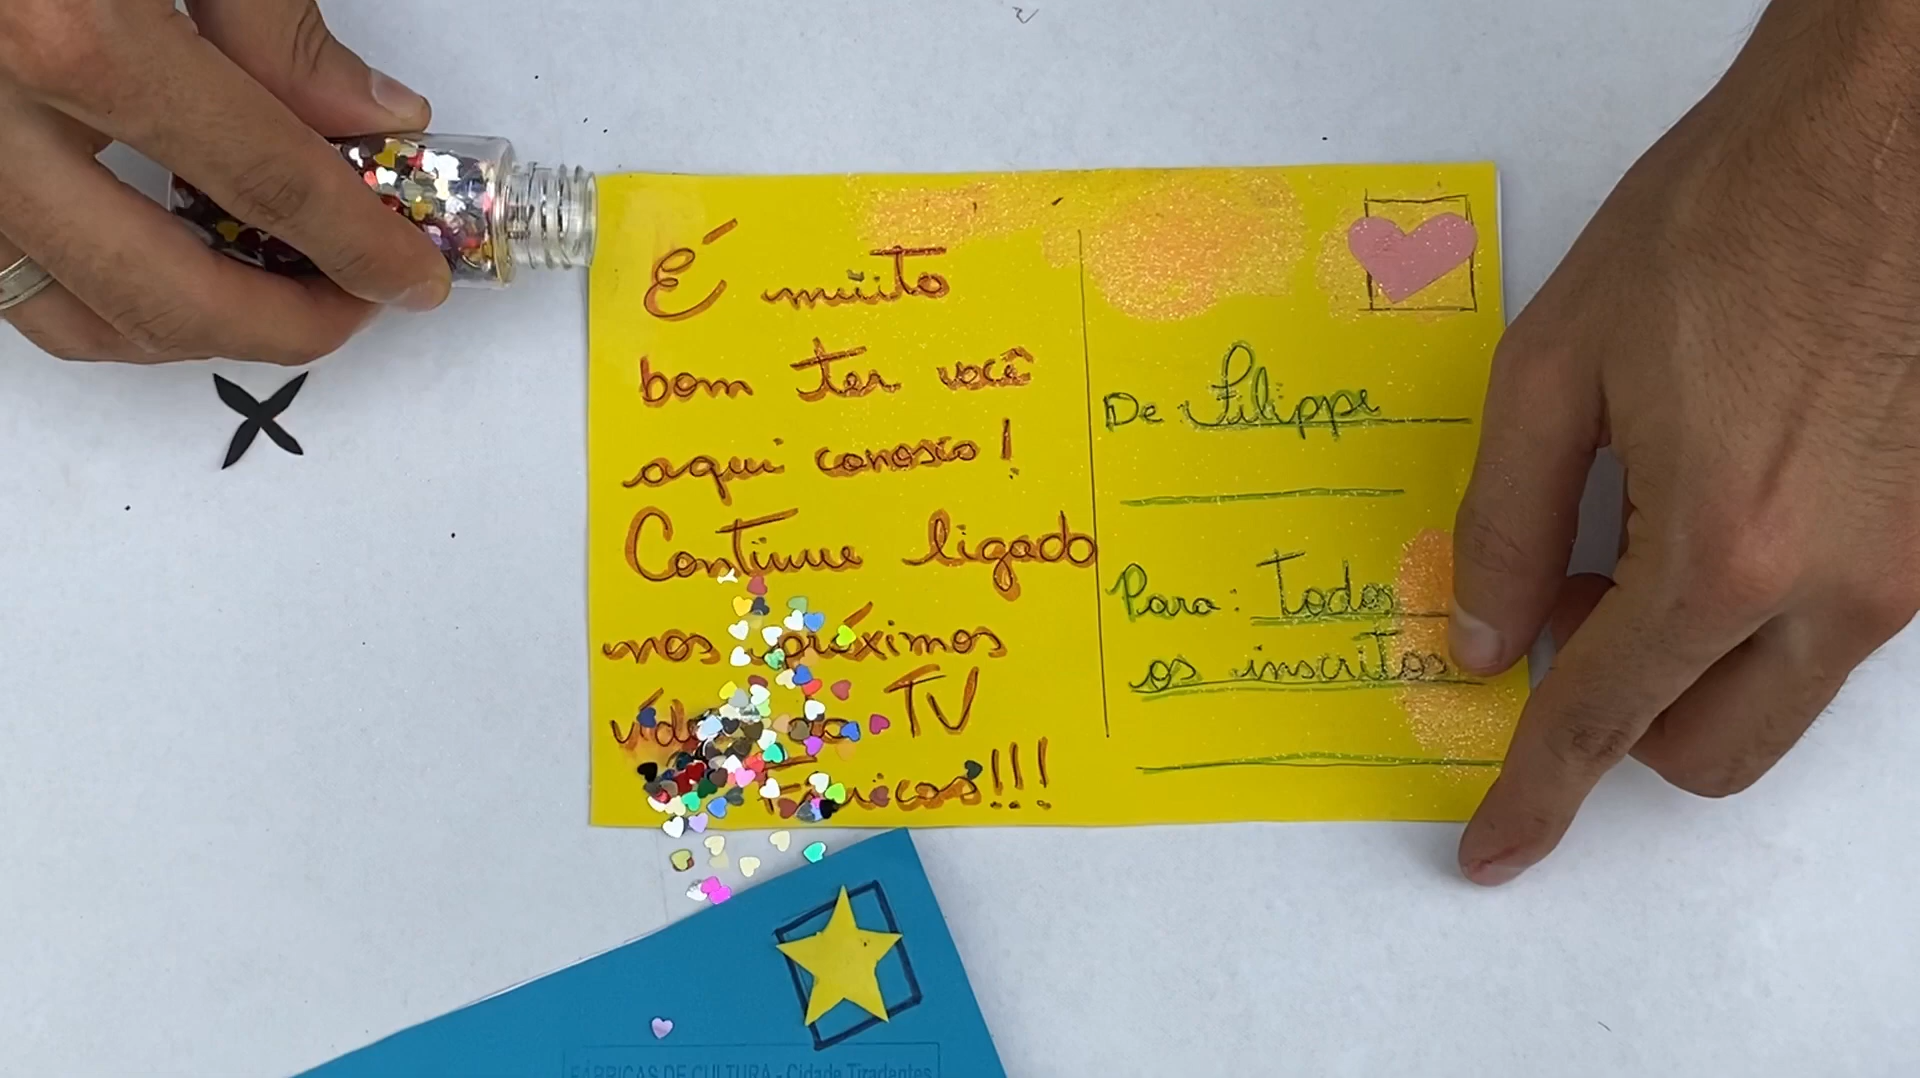 É muito
bom ter você
aqui conosco!
Continue ligado
nos próximos
TV
!!!
De Filippe
Para: Todos
os inscritos
FÁBRICAS DE CULTURA - Cidade Tiradentes